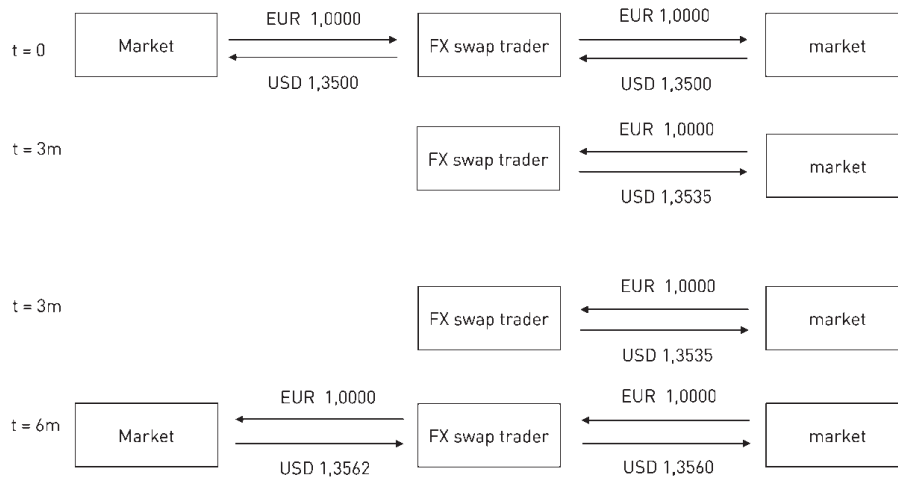 EUR 1,0000 EUR 1,0000
t = 0 Market FX swap trader market
USD 1,3500 USD 1,3500
EUR 1,0000
t = 3m FX swap trader market
USD 1,3535
EUR 1,0000
t = 3m FX swap trader market
USD 1,3535
EUR 1,0000 EUR 1,0000
t = 6m Market FX swap trader market
USD 1,3562 USD 1,3560